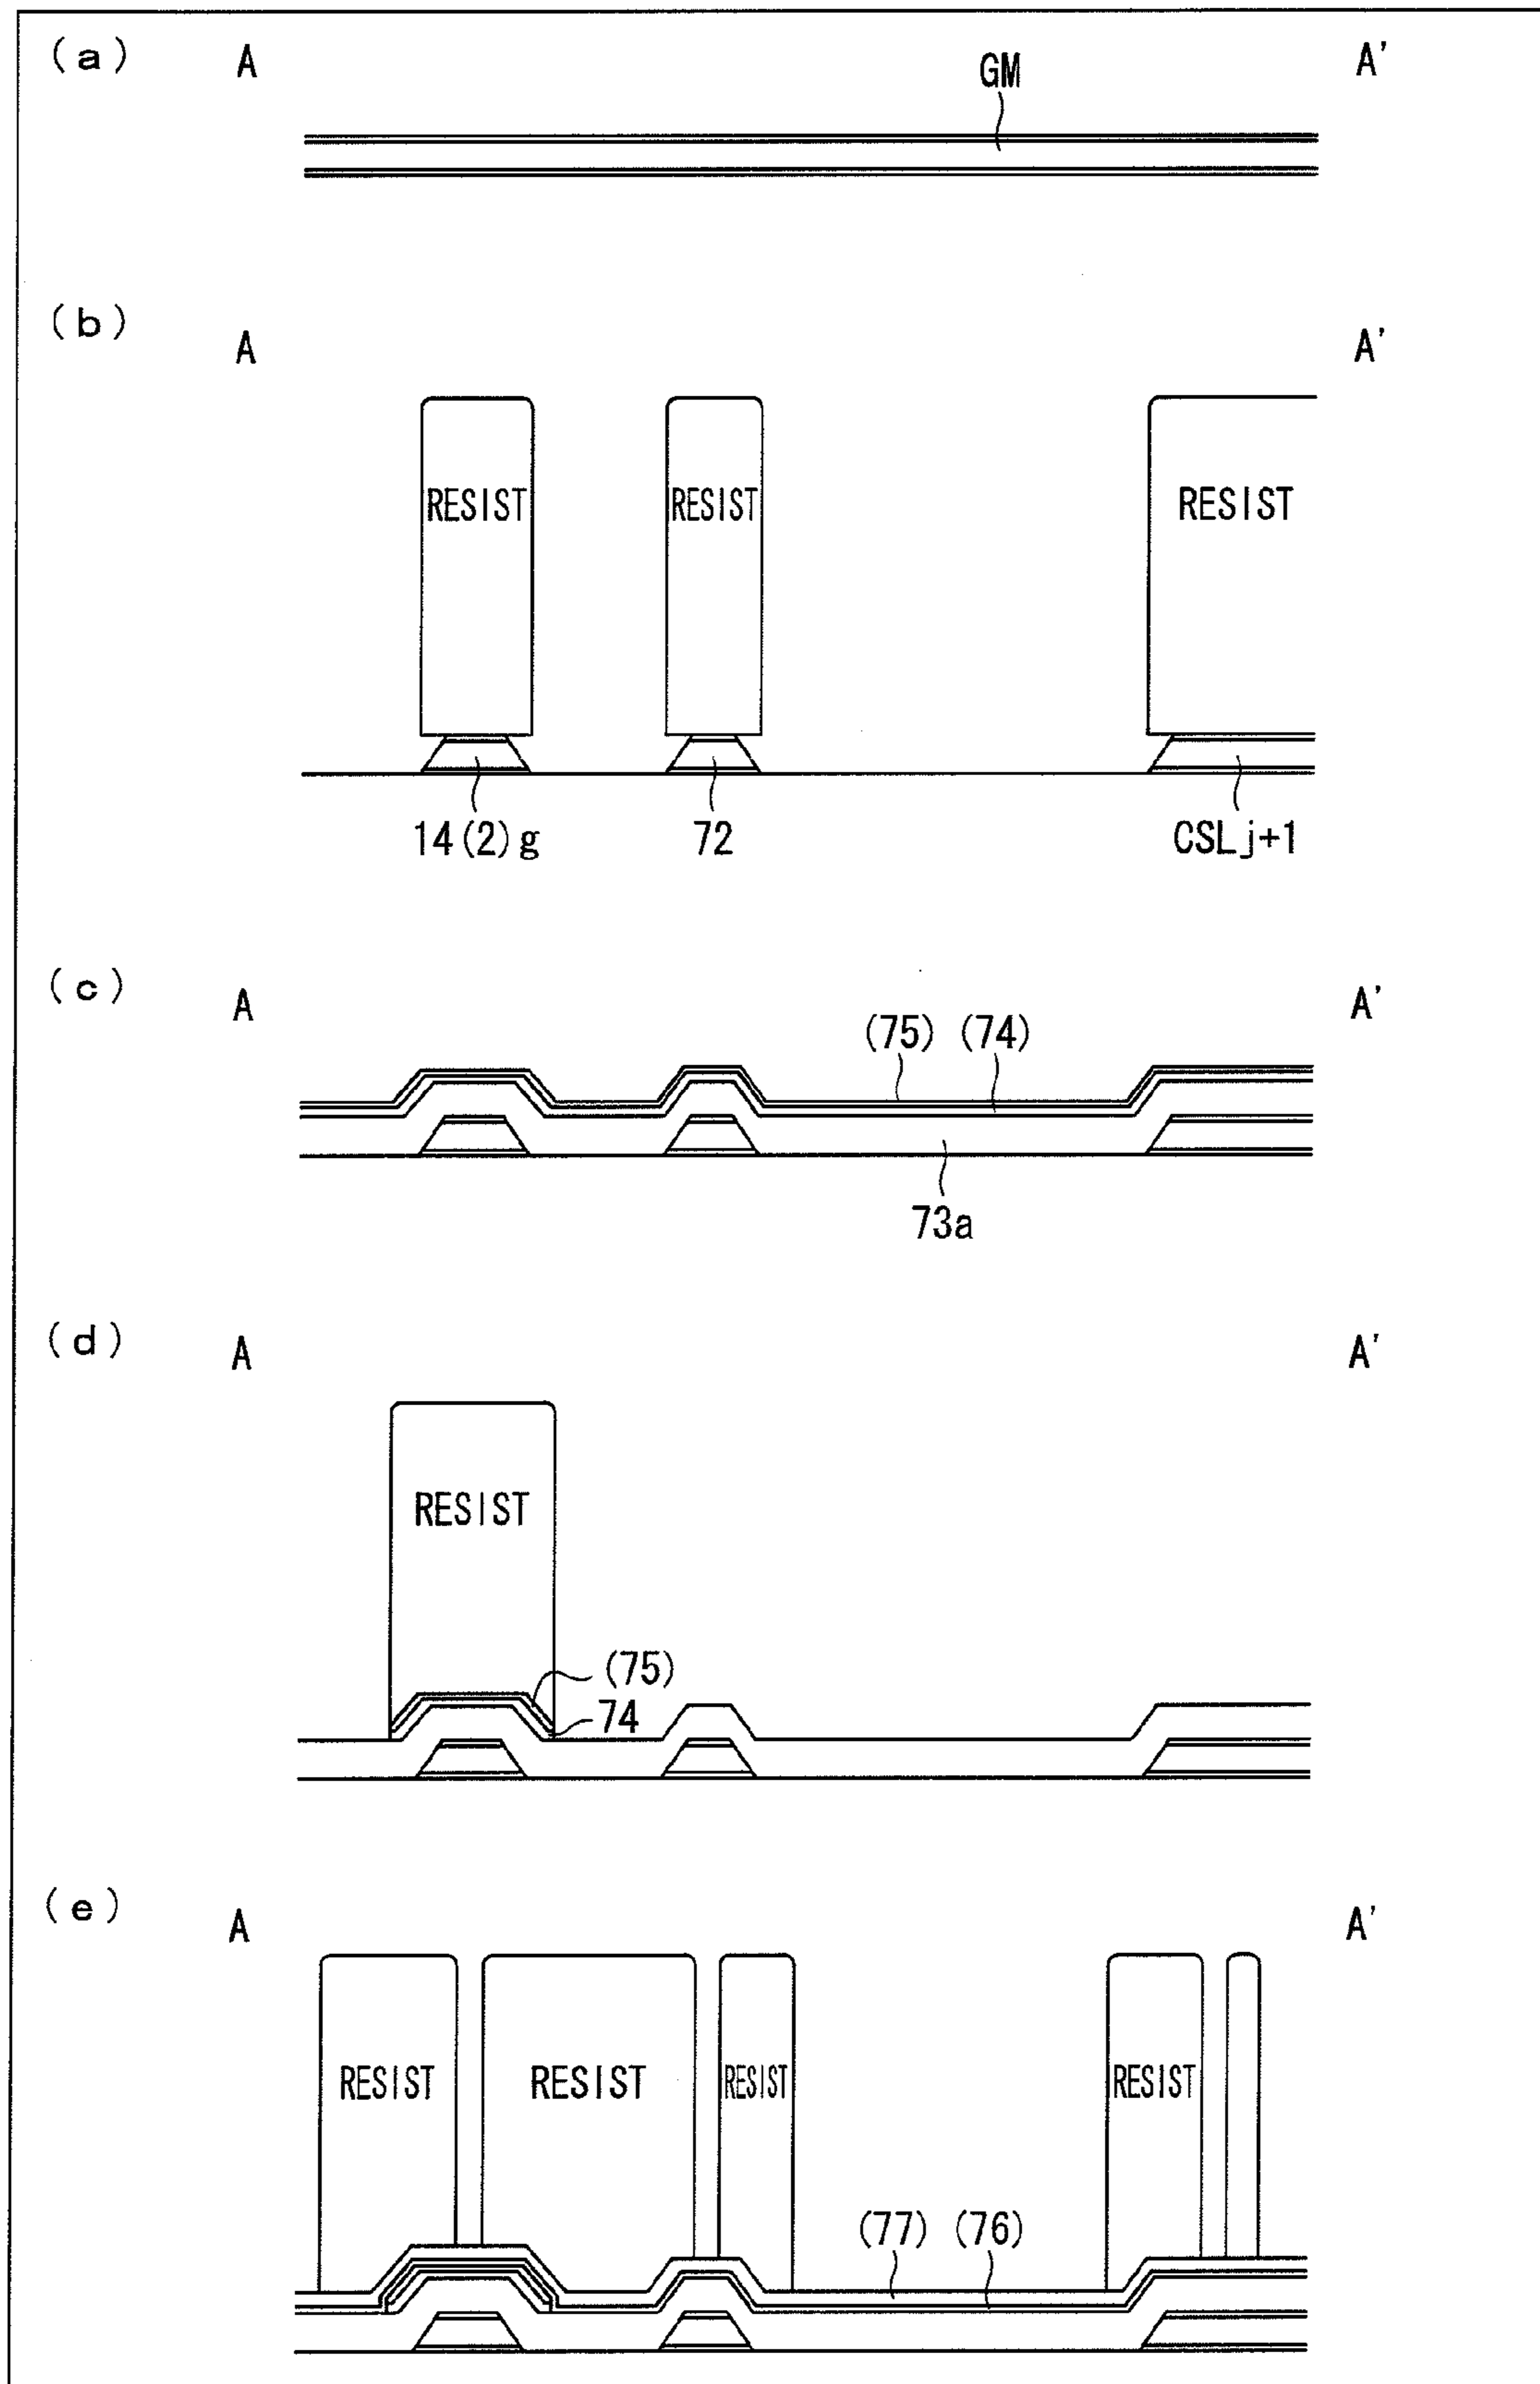 (a)
A
A'
GM
(b)
A
A'
RESIST
RESIST
RESIST
14(2)g
72
CSLj+1
(c)
A
A'
(75) (74)
73a
(d)
A
A'
RESIST
(75)
74
(e)
A
A'
RESIST
RESIST
RESIST
RESIST
(77) (76)